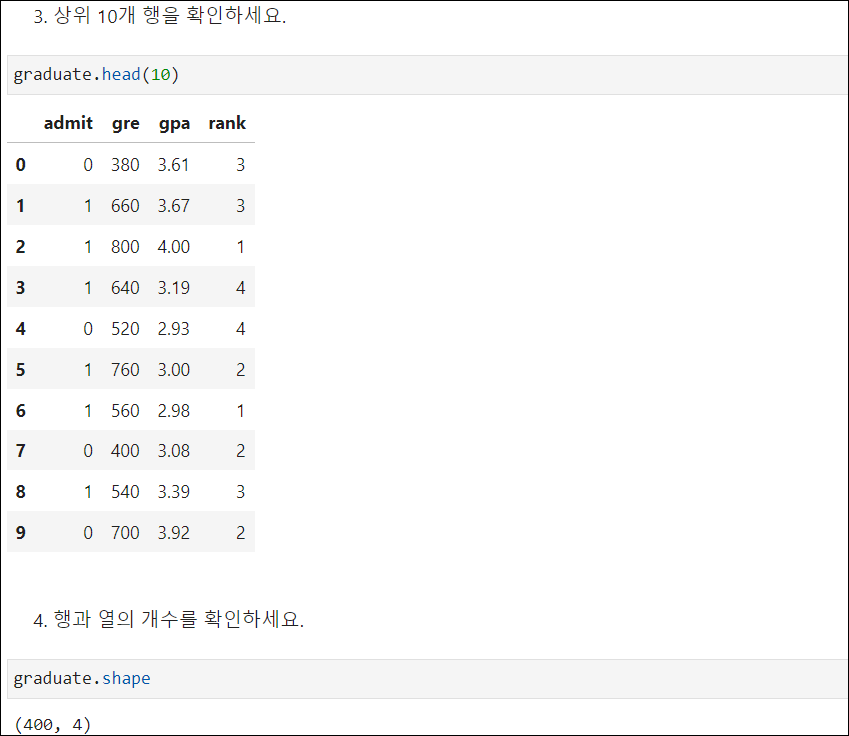 3. 상위 10개 행을 확인하세요.
graduate.head(10)
admit gre gpa rank
0 0 380 3.61 3
1 1 660 3.67 3
2 1 800 4.00 1
3 1 640 3.19 4
4 0 520 2.93 4
5 1 760 3.00 2
6 1 560 2.98 1
7 0 400 3.08 2
8 1 540 3.39 3
9 0 700 3.92 2
4. 행과 열의 개수를 확인하세요.
graduate.shape
(400, 4)